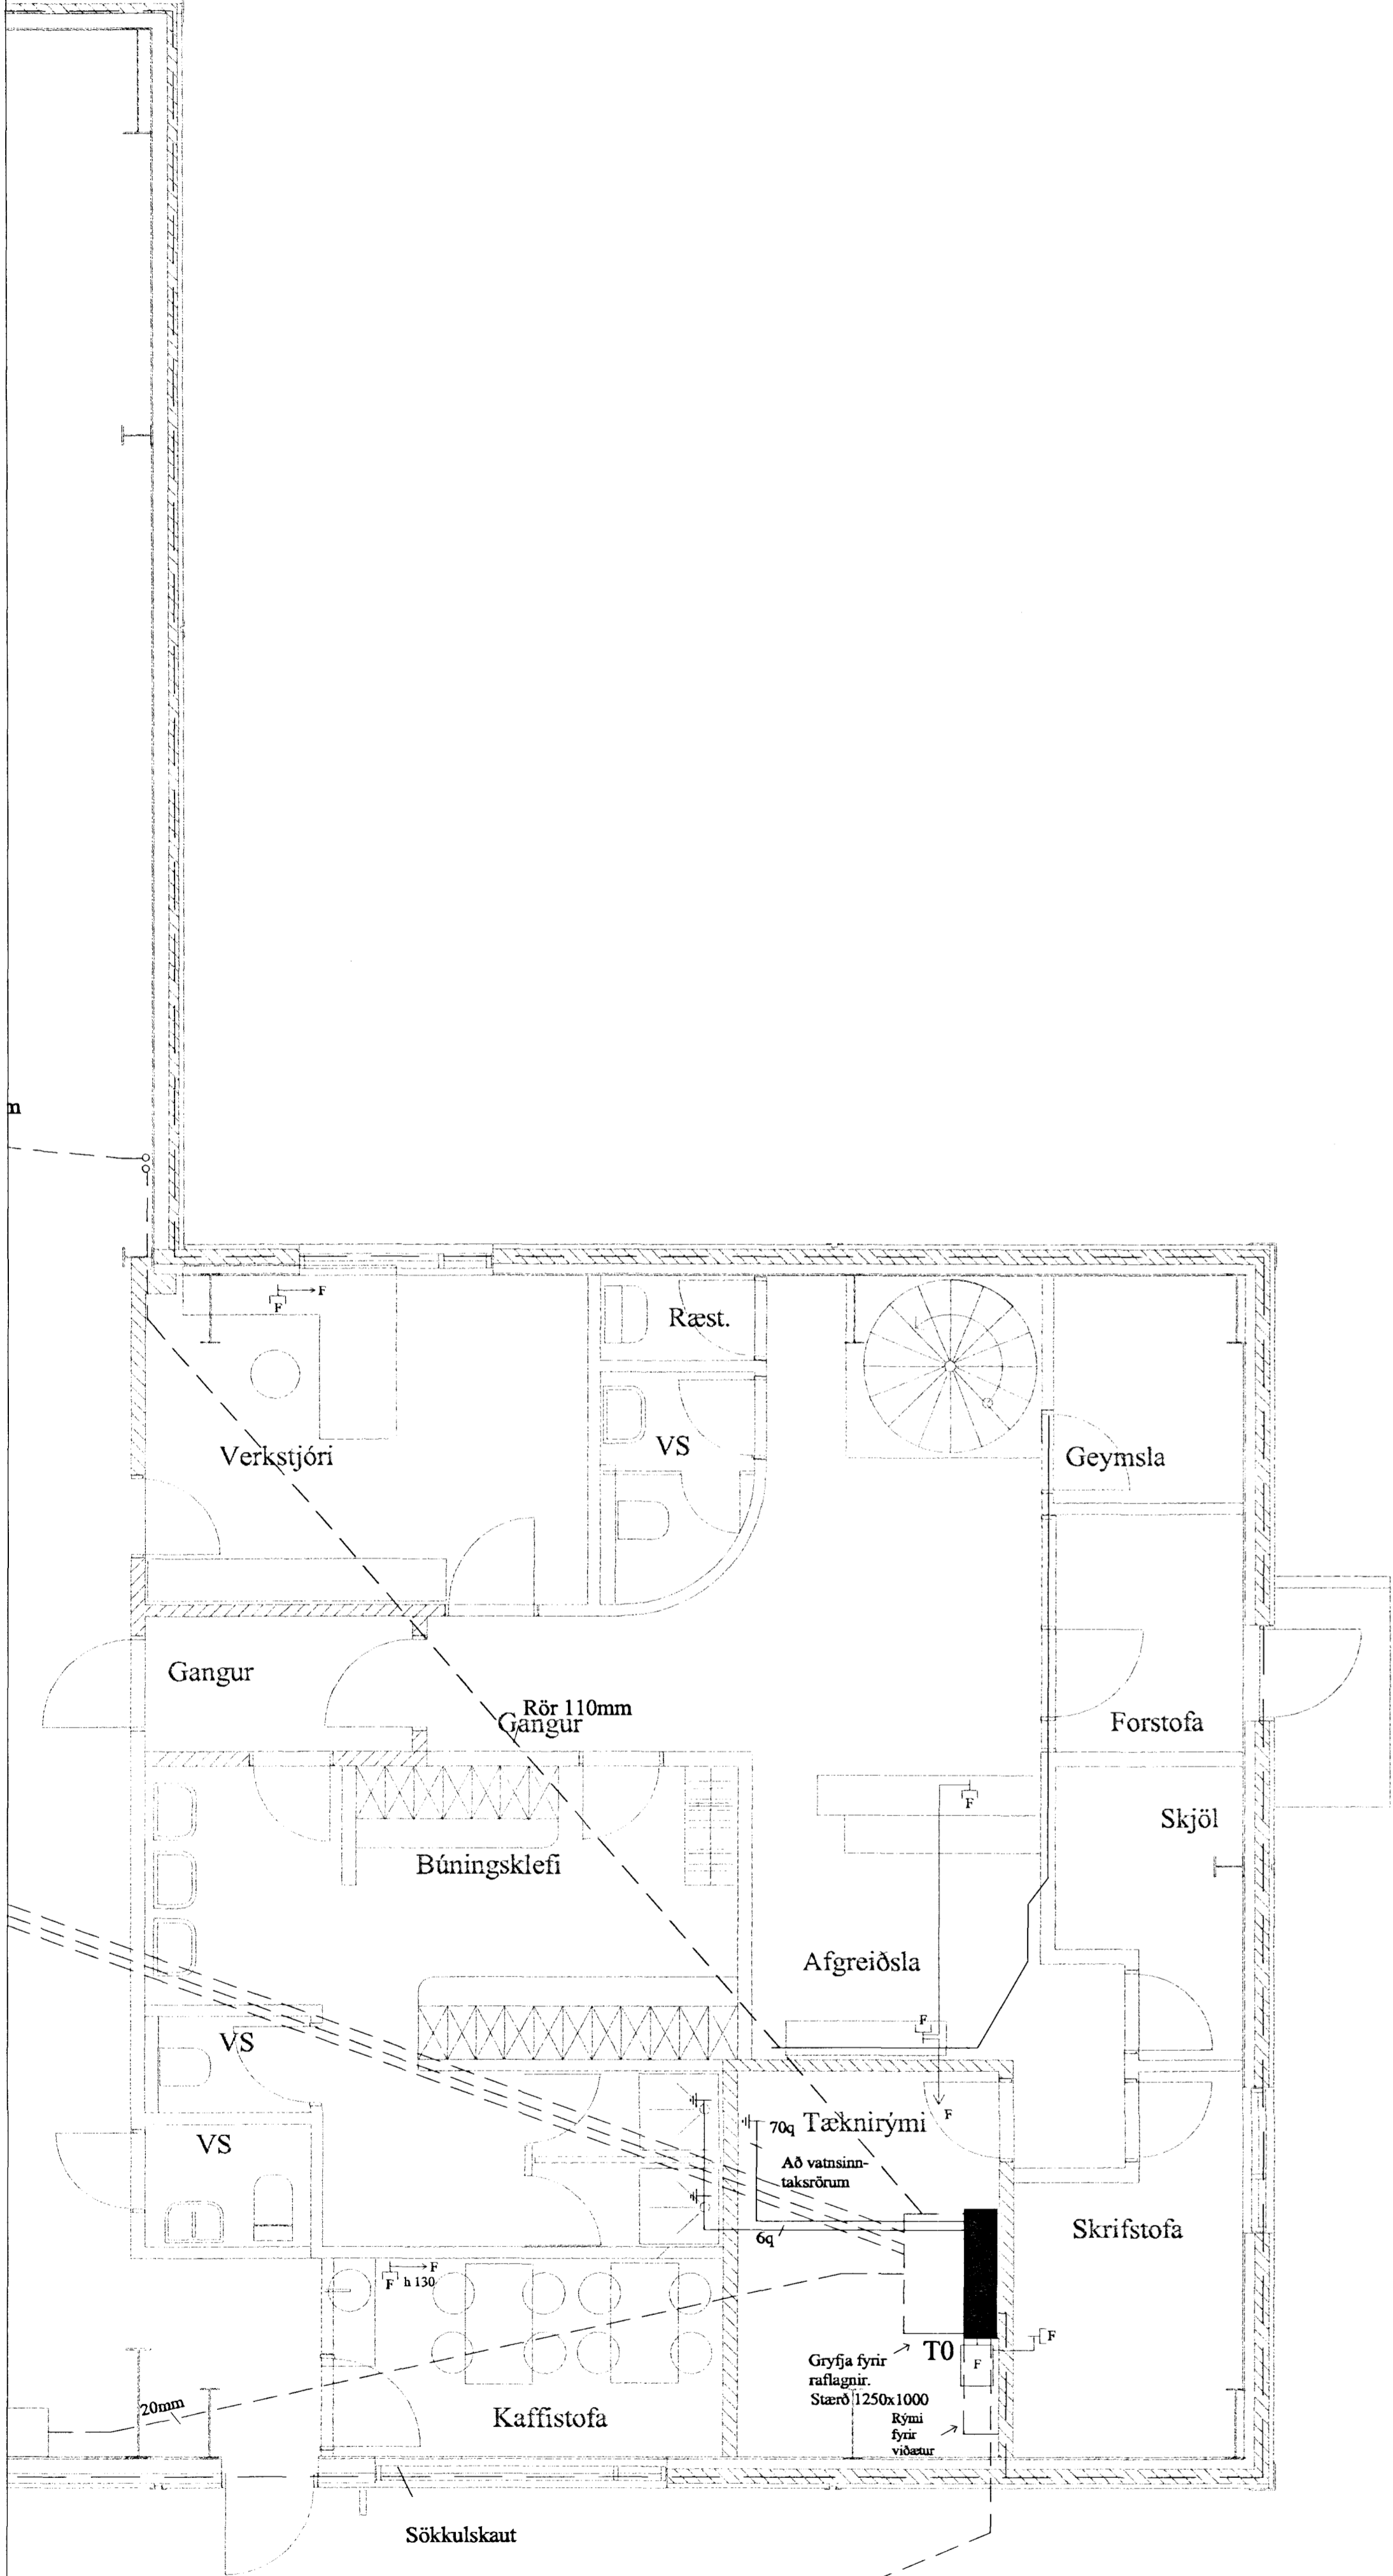 m
F
F
Ræst.
Verkstjóri
VS
Geymsla
Gangur
Rör 110mm
Gangur
Forstofa
F
Skjöl
Búningsklefi
Afgreiðsla
F
VS
70q
Tæknirými
F
VS
Að vatnsinn-
taksrörum
6q
Skrifstofa
F
F
h 130
F
T0
F
Gryfja fyrir
raflagnir.
Stærð 1250x1000
20mm
Kaffistofa
Rými
fyrir
viðætur
Sökkulskaut